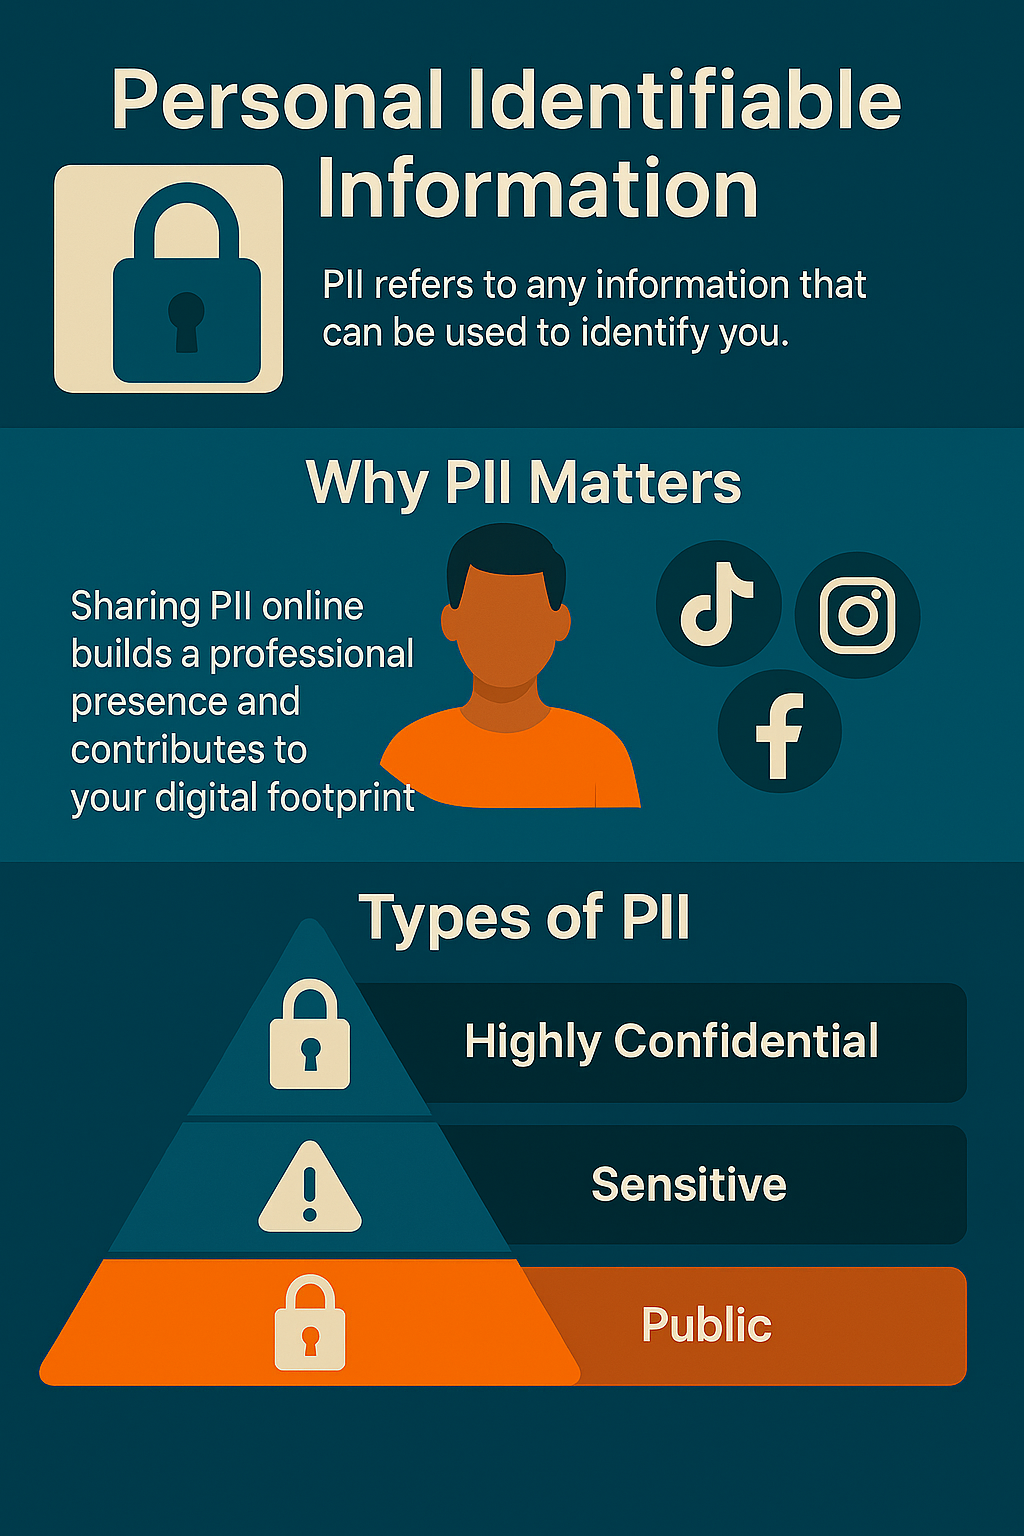 Personal Identifiable
Information
PII refers to any information that
can be used to identify you.
Why PII Matters
Sharing PII online
builds a professional
presence and
contributes to
your digital footprint
Types of PII
Highly Confidential
Sensitive
Public